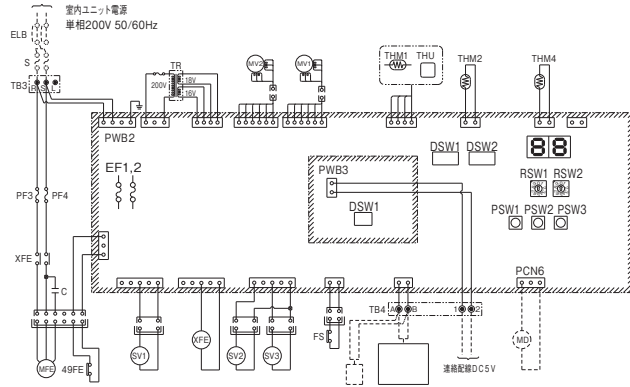 室内ユニット電源
単相200V 50/60Hz
ELB
S
TB3
R S L
TR
200V
18V
16V
MV2
MV1
THM1 THU
THM2
THM4
PWB2
EF1,2
PWB3
DSW1
DSW1 DSW2
88
RSW1 RSW2
PSW1 PSW2 PSW3
PF3 PF4
XFE
C
MFE
49FE
SV1
XFE
SV2
SV3
FS
TB4
A B
1 2
連絡配線DC5V
PCN6
MD